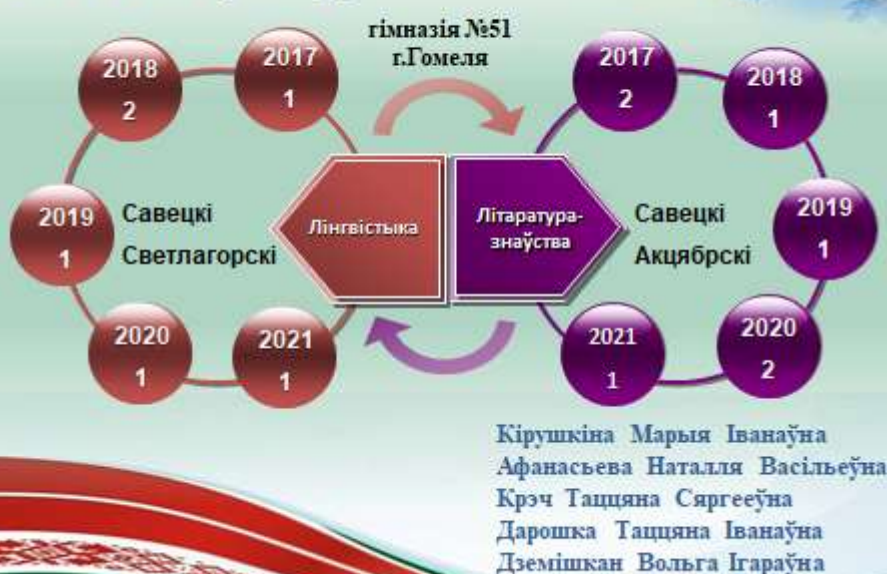 гімназія №51
г.Гомеля
2017
1
2018
2
2019
1
2020
1
2021
1
Савецкі
Светлагорскі
Лінгвістыка
Літаратура-
знаўства
Савецкі
Акцябрскі
2017
2
2018
1
2019
1
2020
2
2021
1
Кірушкіна Марыя Іванаўна
Афанасьева Наталля Васільеўна
Крэч Таццяна Сяргееўна
Дарошка Таццяна Іванаўна
Дземішкан Вольга Ігараўна